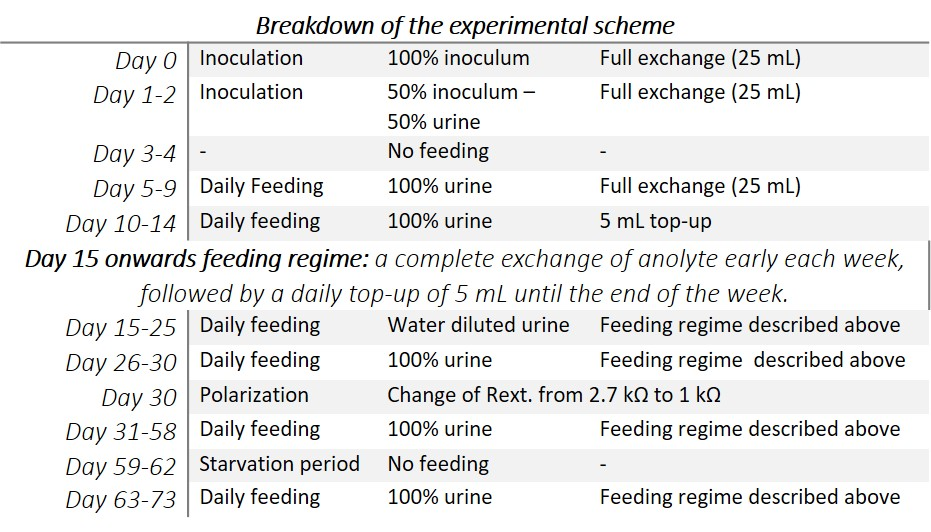 Breakdown of the experimental scheme
Day 0 Inoculation 100% inoculum Full exchange (25 mL)
Day 1-2 Inoculation 50% inoculum – Full exchange (25 mL)
50% urine
Day 3-4 - No feeding -
Day 5-9 Daily Feeding 100% urine Full exchange (25 mL)
Day 10-14 Daily feeding 100% urine 5 mL top-up
Day 15 onwards feeding regime: a complete exchange of anolyte early each week,
followed by a daily top-up of 5 mL until the end of the week.
Day 15-25 Daily feeding Water diluted urine Feeding regime described above
Day 26-30 Daily feeding 100% urine Feeding regime described above
Day 30 Polarization Change of Rext. from 2.7 kΩ to 1 kΩ
Day 31-58 Daily feeding 100% urine Feeding regime described above
Day 59-62 Starvation period No feeding -
Day 63-73 Daily feeding 100% urine Feeding regime described above